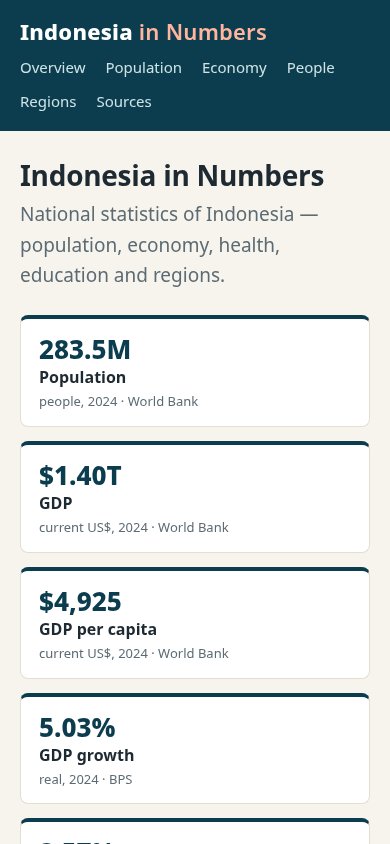 Indonesia in Numbers
Overview Population Economy People
Regions Sources
Indonesia in Numbers
National statistics of Indonesia —
population, economy, health,
education and regions.
283.5M
Population
people, 2024 · World Bank
$1.40T
GDP
current US$, 2024 · World Bank
$4,925
GDP per capita
current US$, 2024 · World Bank
5.03%
GDP growth
real, 2024 · BPS